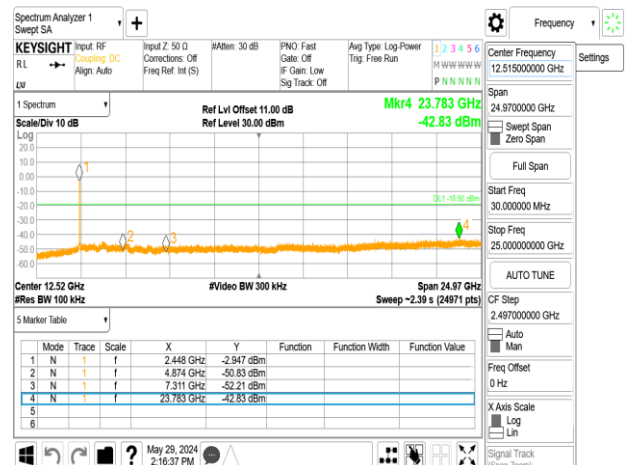 Spectrum Analyzer 1
Swept SA
Frequency
KEYSIGHT
RL
Input: RF
Coupling: DC
Align: Auto
Input Z: 50 Ω
Corrections: Off
Freq Ref: Int (S)
#Atten: 30 dB
PNO: Fast
Gate: Off
IF Gain: Low
Sig Track: Off
Avg Type: Log-Power
Trig: Free Run
1 2 3 4 5 6
M W W W W W
P N N N N N
LXI
1 Spectrum
Scale/Div 10 dB
Ref Lvl Offset 11.00 dB
Ref Level 30.00 dBm
Mkr4 23.783 GHz
-42.83 dBm
Log
20.0
10.0
0.00
-10.0
-20.0
-30.0
-40.0
-50.0
-60.0
1
2
3
4
DL1 -18.95 dBm
Center 12.52 GHz
#Video BW 300 kHz
Span 24.97 GHz
#Res BW 100 kHz
Sweep ~2.39 s (24971 pts)
5 Marker Table
Mode Trace Scale X Y Function Function Width Function Value
1 N 1 f 2.448 GHz -2.947 dBm
2 N 1 f 4.874 GHz -50.83 dBm
3 N 1 f 7.311 GHz -52.21 dBm
4 N 1 f 23.783 GHz -42.83 dBm
5
6
May 29, 2024
2:16:37 PM
?
Center Frequency
12.515000000 GHz
Settings
Span
24.9700000 GHz
Swept Span
Zero Span
Full Span
Start Freq
30.000000 MHz
Stop Freq
25.000000000 GHz
AUTO TUNE
CF Step
2.497000000 GHz
Auto
Man
Freq Offset
0 Hz
X Axis Scale
Log
Lin
Signal Track
(Span Zoom)